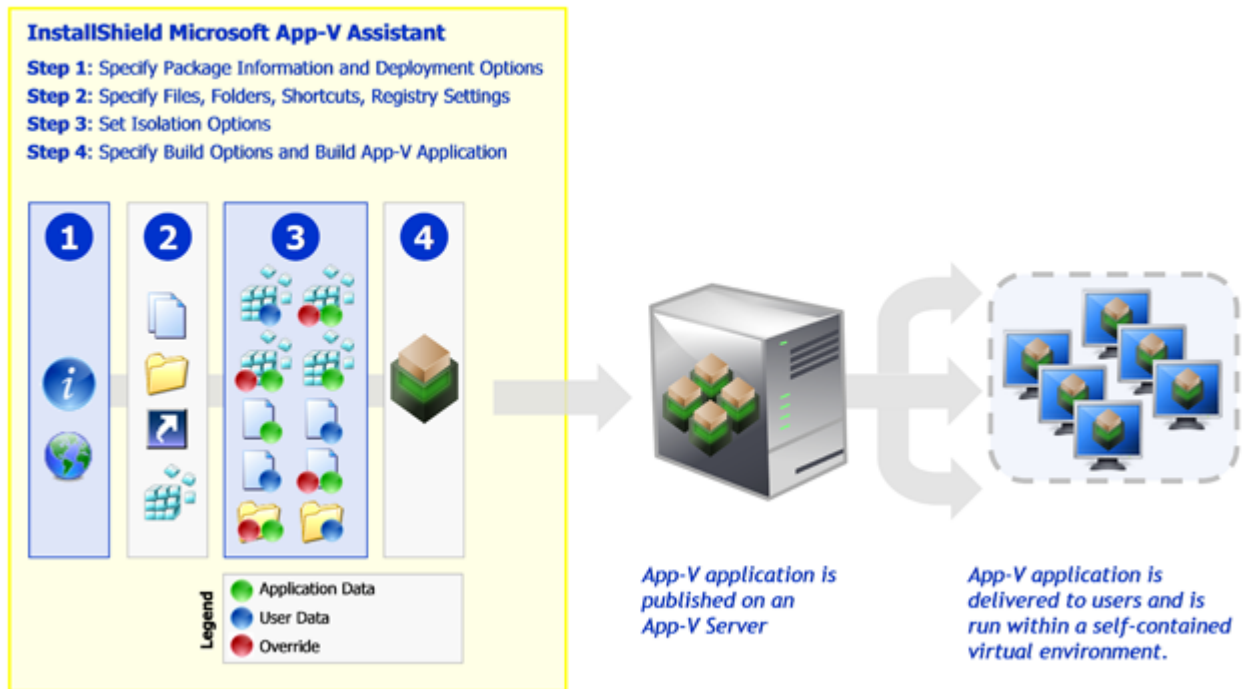 InstallShield Microsoft App-V Assistant
Step 1: Specify Package Information and Deployment Options
Step 2: Specify Files, Folders, Shortcuts, Registry Settings
Step 3: Set Isolation Options
Step 4: Specify Build Options and Build App-V Application
1
2
3
4
i
Legend
Application Data
User Data
Override
App-V application is
published on an
App-V Server
App-V application is
delivered to users and is
run within a self-contained
virtual environment.